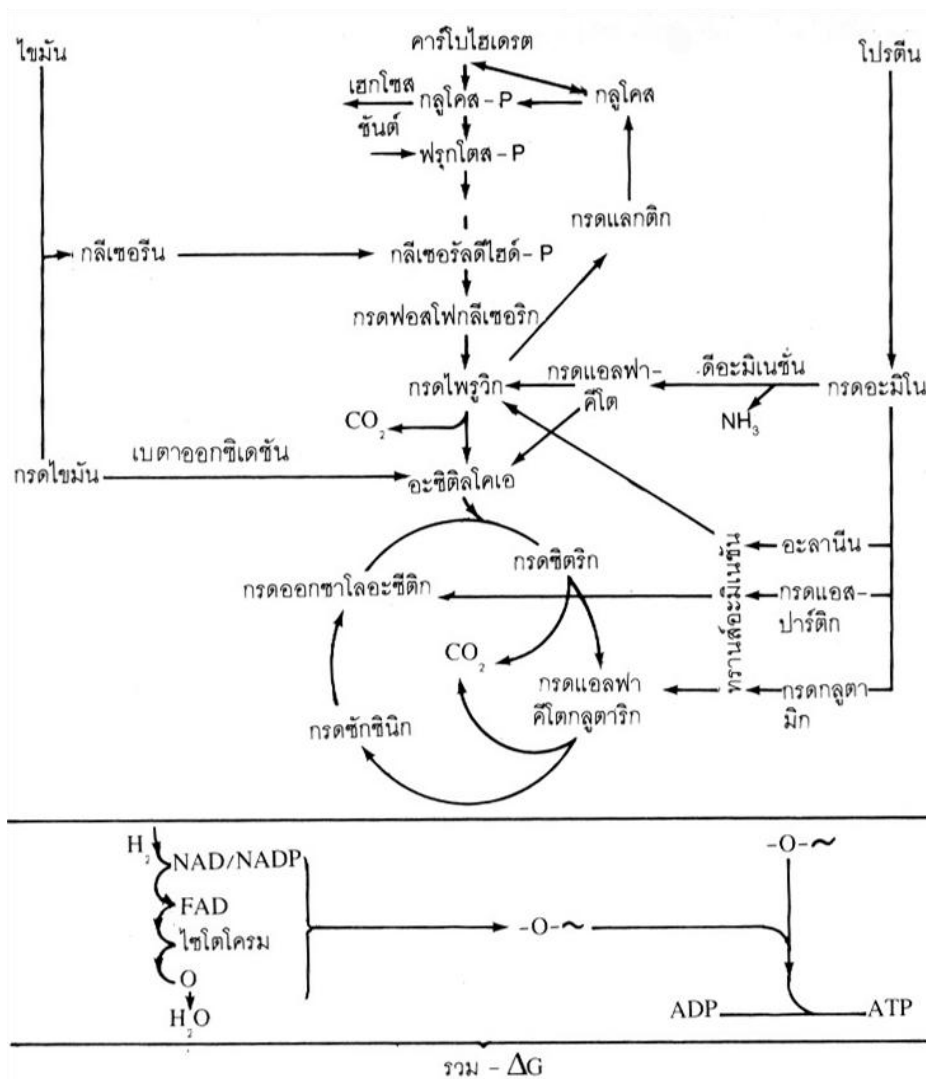 ไขมัน
คาร์โบไฮเดรต
โปรตีน
เฮกโซส
กลูโคส - P
กลูโคส
ชันต์
ฟรุกโตส - P
กรดแลกติก
กลีเซอรีน
กลีเซอรัลดีไฮด์ - P
กรดฟอสโฟกลีเซอริก
กรดไพรูวิก
กรดแอลฟา-
คีโต
ดีอะมิเนชั่น
กรดอะมิโน
NH₃
CO₂
เบตาออกซิเดชัน
กรดไขมัน
อะซิติลโคเอ
กรดซิตริก
ทรานส์อะมิเนชัน
อะลานีน
กรดออกซาโลอะซีติก
กรดแอส-
ปาร์ติก
CO₂
กรดแอลฟา
คีโตกลูตาริก
กรดกลูตา
มิก
กรดซักซินิก
H₂
NAD/NADP
FAD
ไซโตโครม
O
H₂O
-O-~
-O-~
ADP
ATP
รวม - ΔG